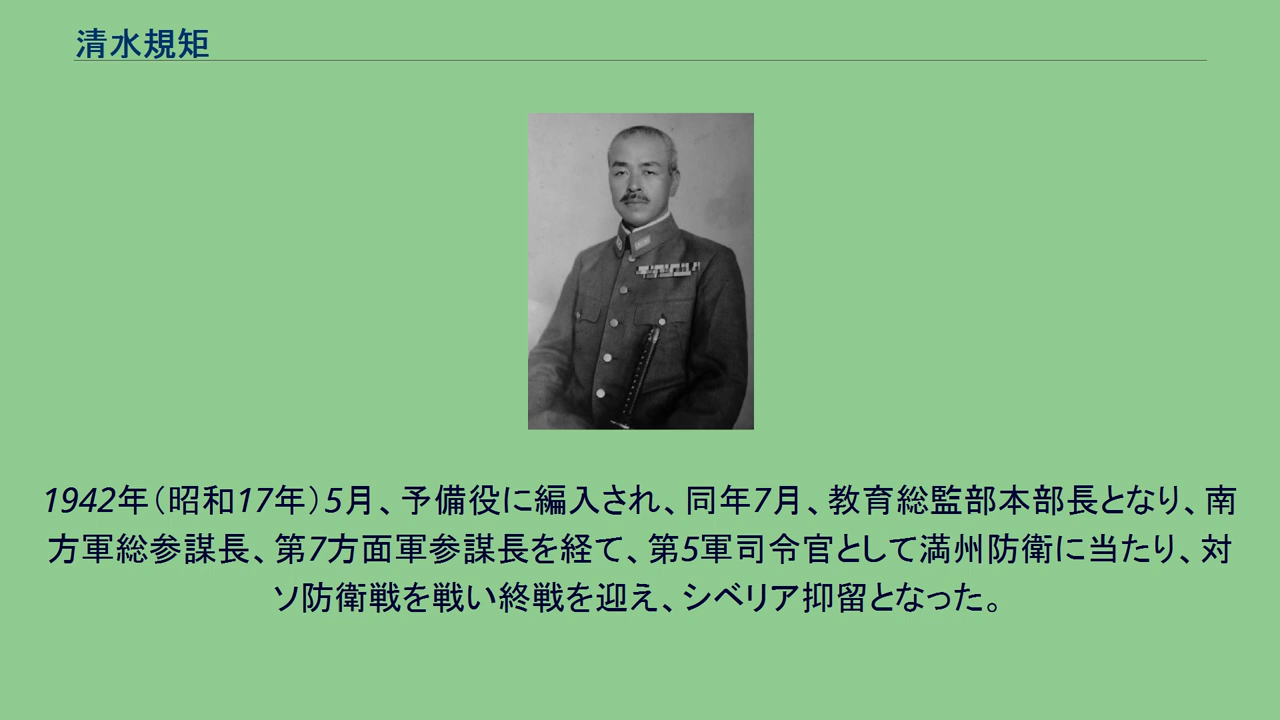 清水規矩
1942年（昭和17年）5月、予備役に編入され、同年7月、教育総監部本部長となり、南
方軍総参謀長、第7方面軍参謀長を経て、第5軍司令官として満州防衛に当たり、対
ソ防衛戦を戦い終戦を迎え、シベリア抑留となった。